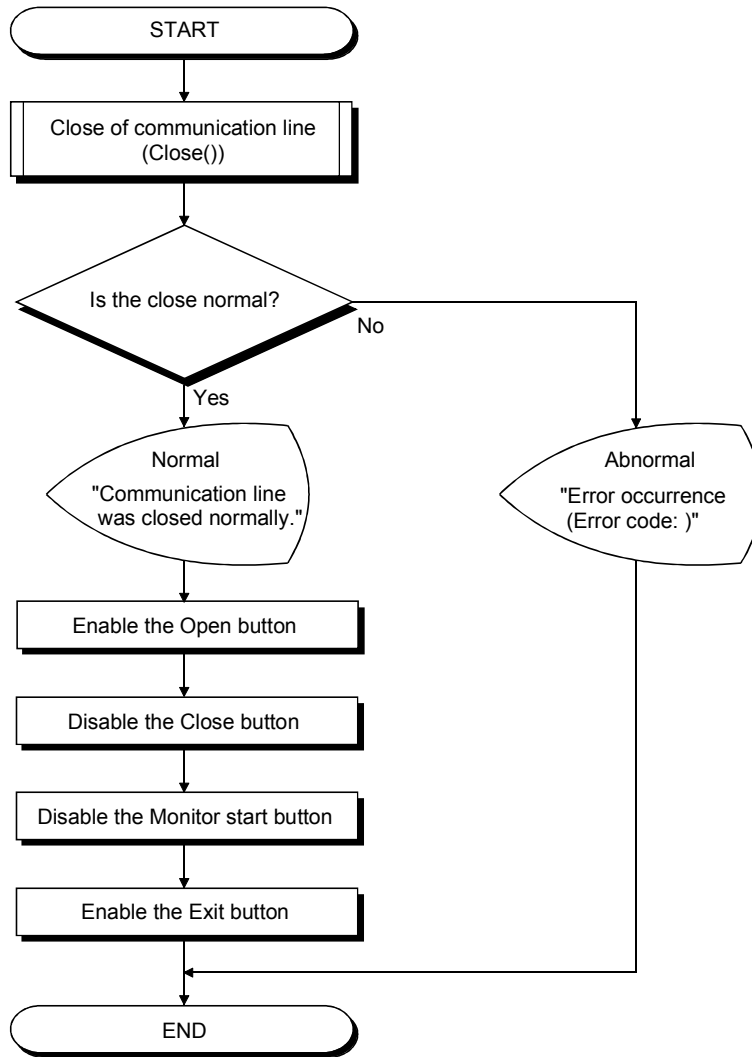 START
Close of communication line
(Close())
Is the close normal?
No
Yes
Normal
"Communication line
was closed normally."
Abnormal
"Error occurrence
(Error code: )"
Enable the Open button
Disable the Close button
Disable the Monitor start button
Enable the Exit button
END